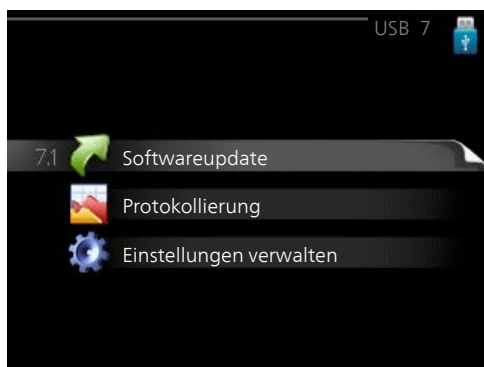 USB 7
7.1 Softwareupdate
Protokollierung
Einstellungen verwalten